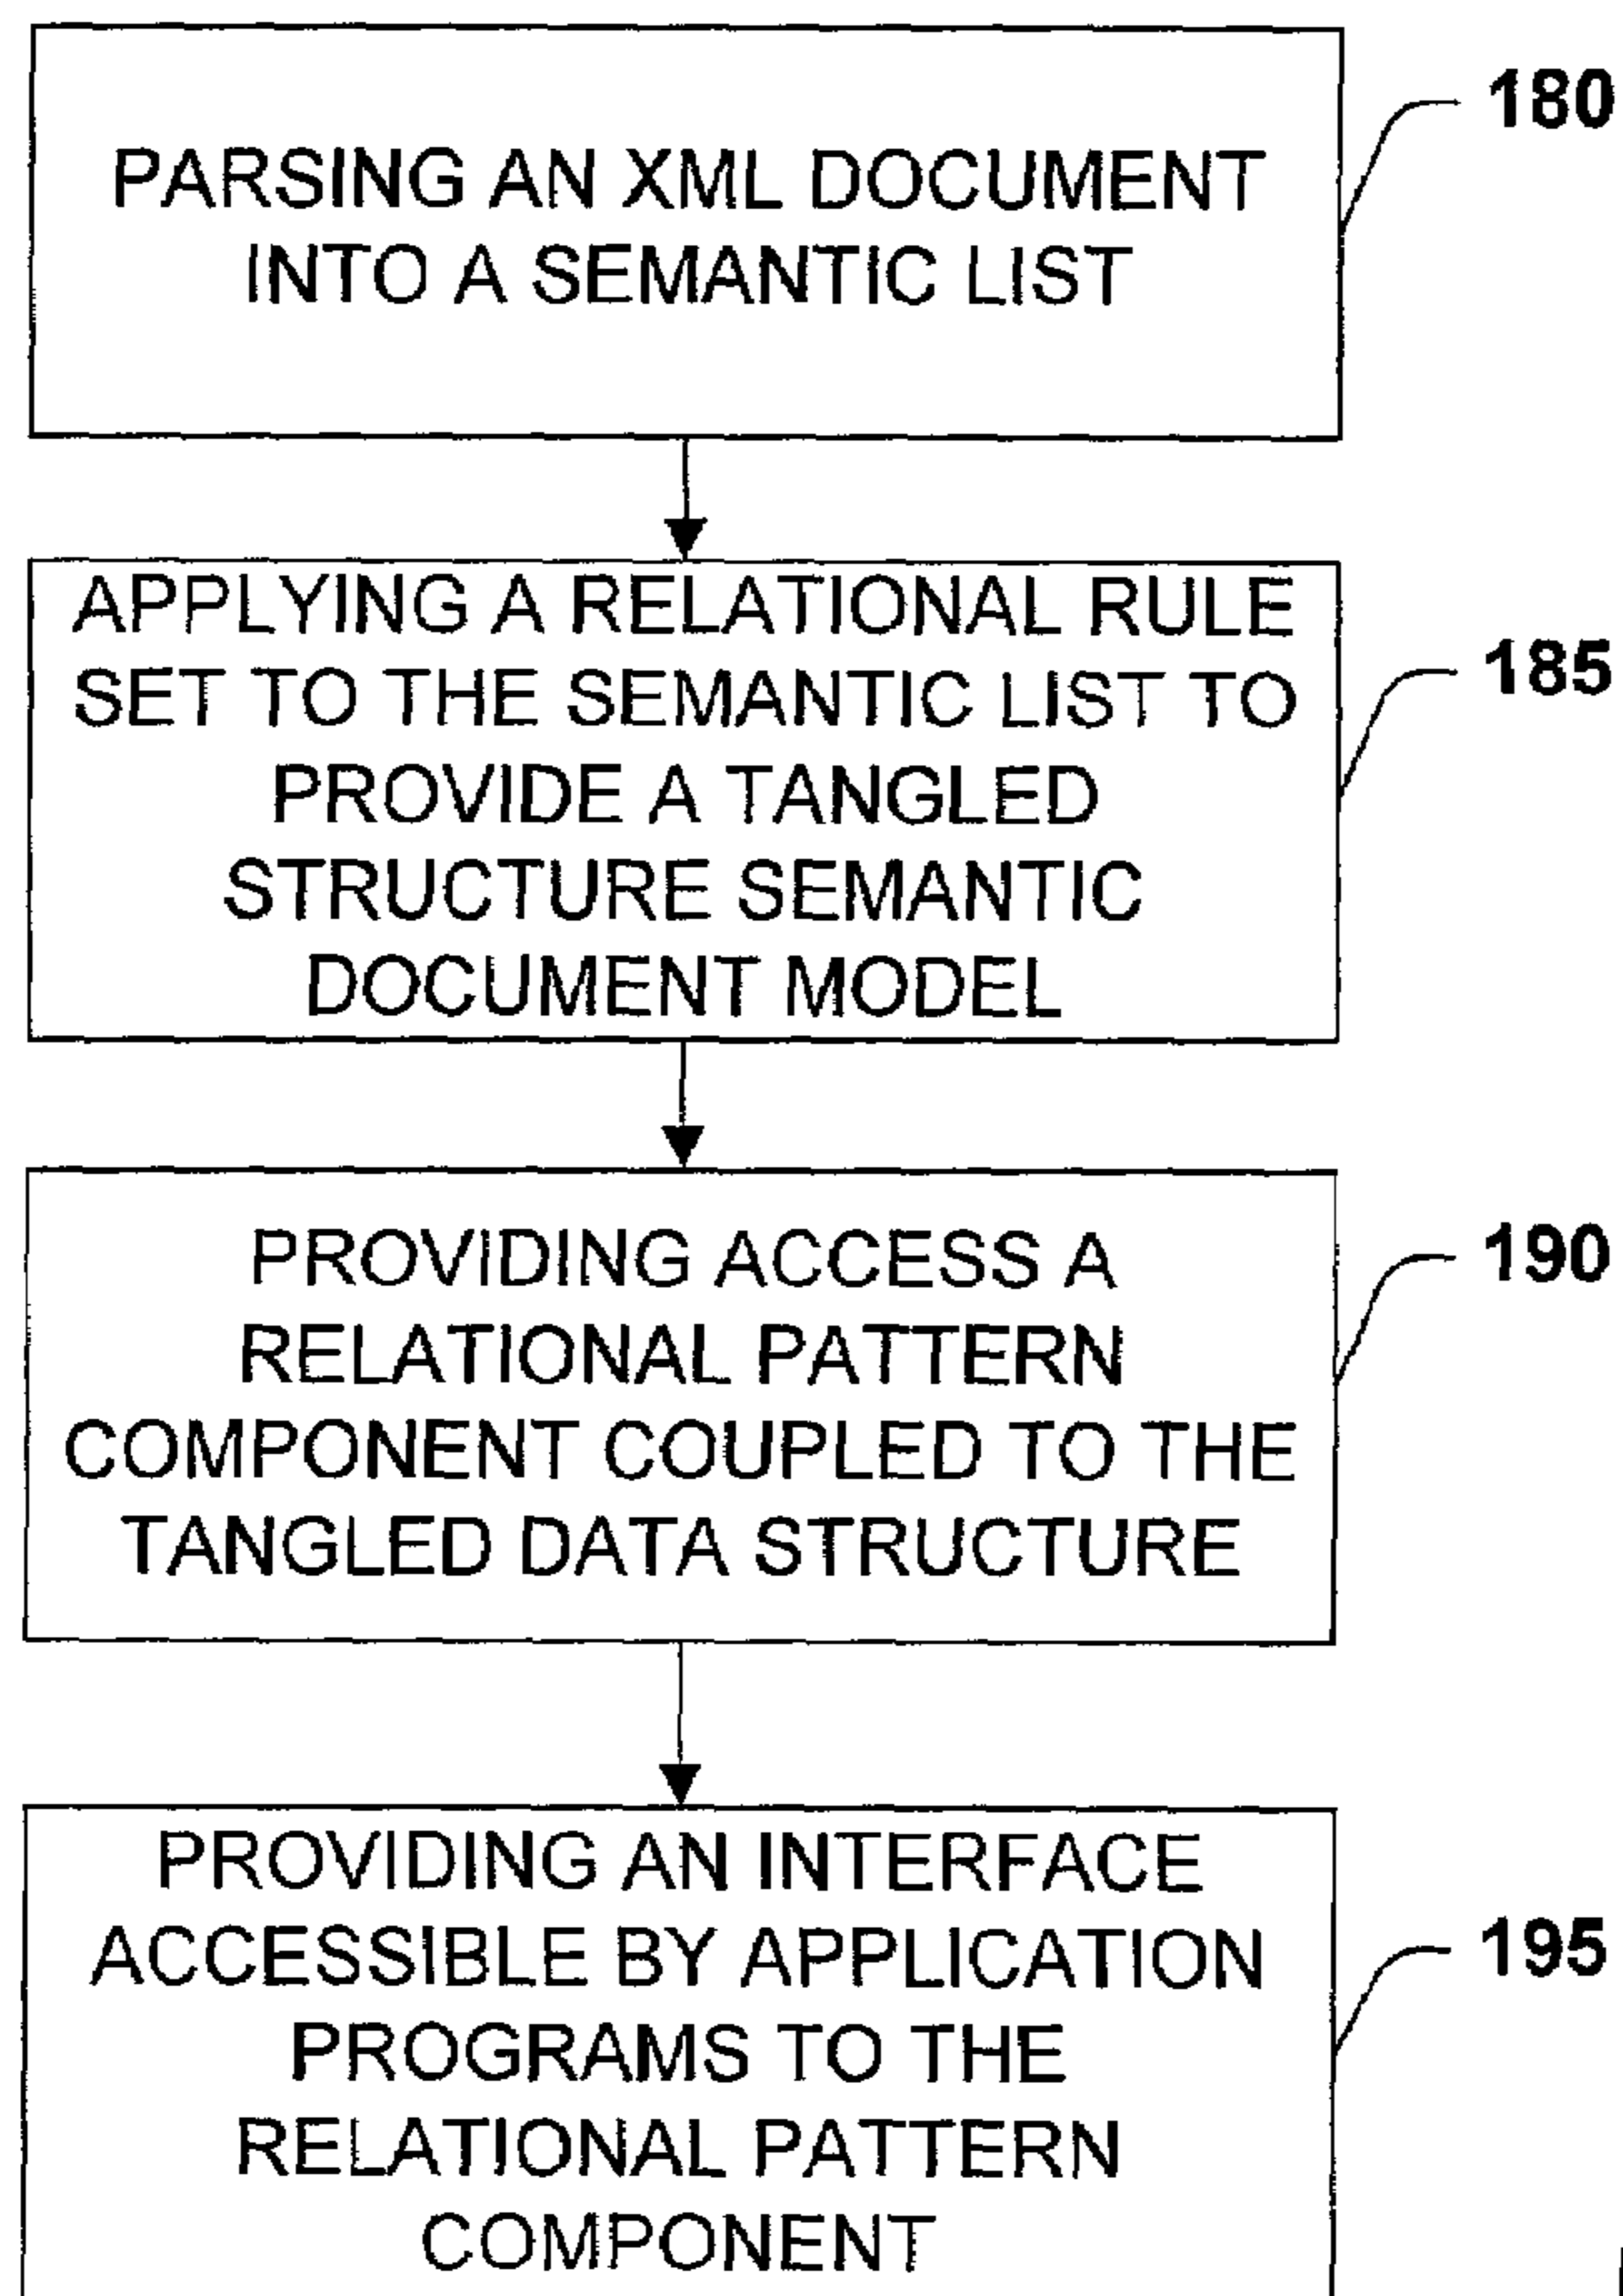 180
PARSING AN XML DOCUMENT
INTO A SEMANTIC LIST
APPLYING A RELATIONAL RULE
SET TO THE SEMANTIC LIST TO
PROVIDE A TANGLED
STRUCTURE SEMANTIC
DOCUMENT MODEL
185
PROVIDING ACCESS A
RELATIONAL PATTERN
COMPONENT COUPLED TO THE
TANGLED DATA STRUCTURE
190
PROVIDING AN INTERFACE
ACCESSIBLE BY APPLICATION
PROGRAMS TO THE
RELATIONAL PATTERN
COMPONENT
195